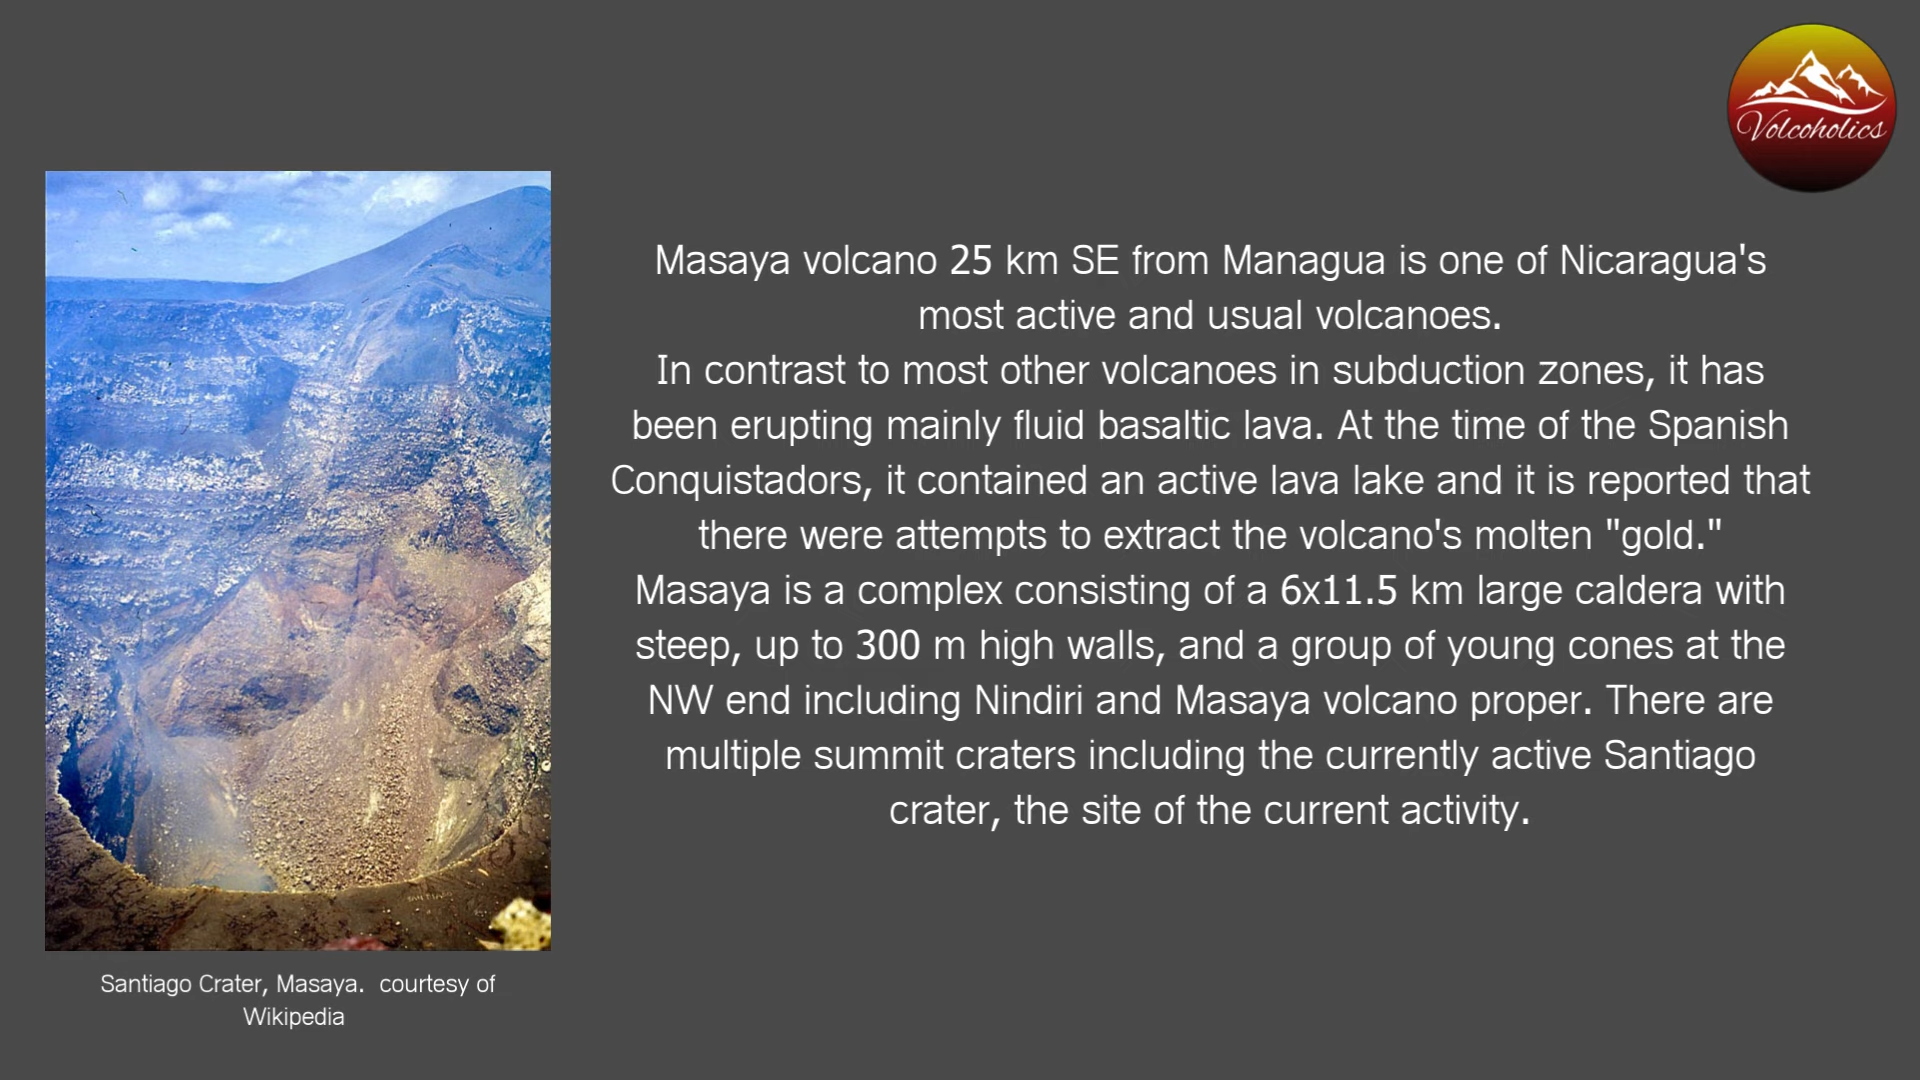 Volcoholics
Masaya volcano 25 km SE from Managua is one of Nicaragua's
most active and usual volcanoes.
In contrast to most other volcanoes in subduction zones, it has
been erupting mainly fluid basaltic lava. At the time of the Spanish
Conquistadors, it contained an active lava lake and it is reported that
there were attempts to extract the volcano's molten "gold."
Masaya is a complex consisting of a 6x11.5 km large caldera with
steep, up to 300 m high walls, and a group of young cones at the
NW end including Nindiri and Masaya volcano proper. There are
multiple summit craters including the currently active Santiago
crater, the site of the current activity.
Santiago Crater, Masaya.  courtesy of
Wikipedia